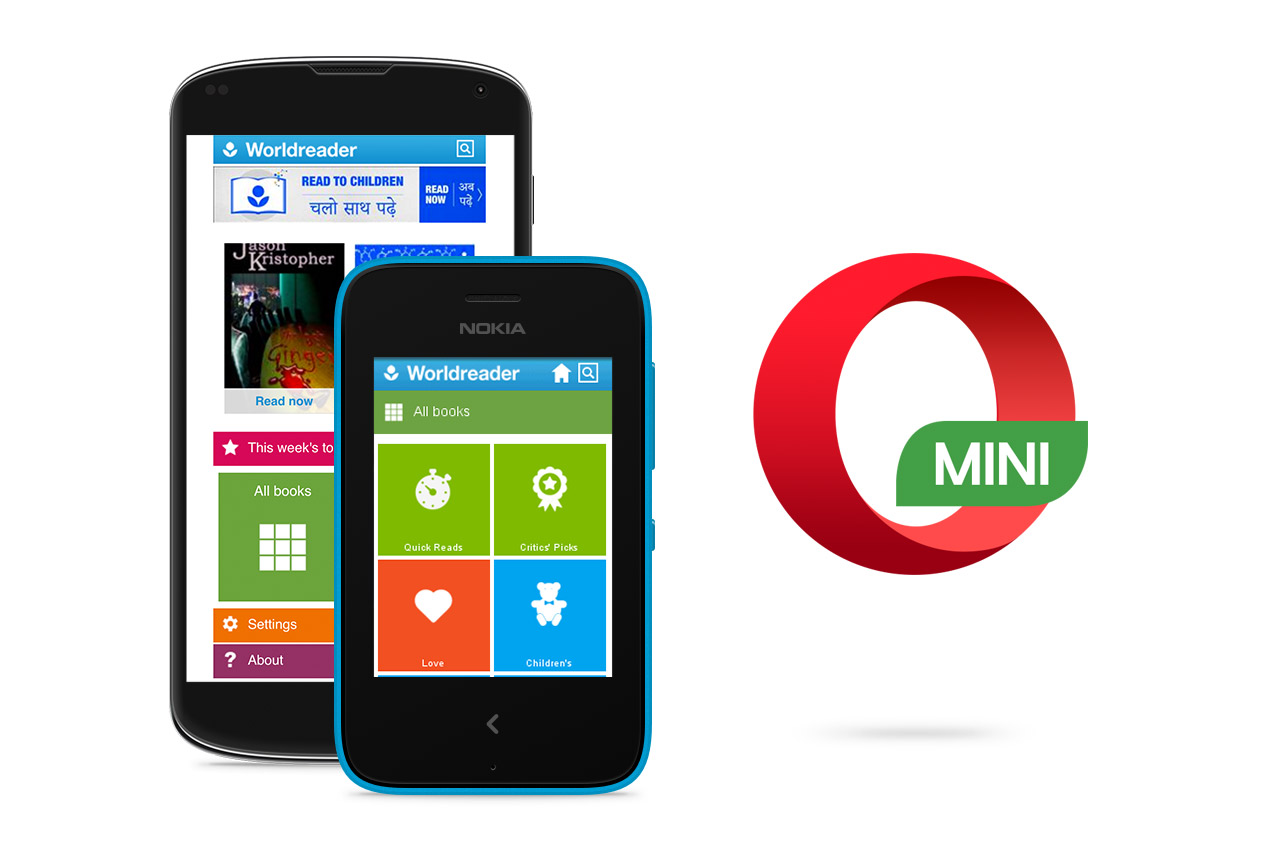 Worldreader
READ TO CHILDREN
चलो साथ पढ़े
READ
NOW
अब
पढ़े
Jason
Kristopher
Ginger
Read now
This week's to
All books
Settings
About
NOKIA
Worldreader
All books
Quick Reads
Critics' Picks
Love
Children's
MINI